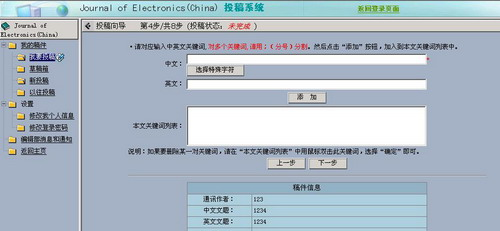 Journal of Electronics(China) 投稿系统
返回登录页面
Journal of
Electronics(China)
我的稿件
我要投稿
草稿箱
新投稿
以往投稿
设置
修改我个人信息
修改登录密码
编辑部消息和通知
返回主页
投稿向导 第4步/共8步 (投稿状态: 未完成 )
·请对应输入中英文关键词, 对多个关键词, 请用; (分号) 分割。然后点击“添加”按钮, 加入到本文关键词列表中。
中文:
*
选择特殊字符
英文:
添 加
本文关键词列表:
说明: 如果要删除某一对关键词, 请在“本文关键词列表”中用鼠标双击此关键词, 选择“确定”即可。
上一步 下一步
稿件信息
通讯作者: 123
中文文题: 1234
英文文题: 1234